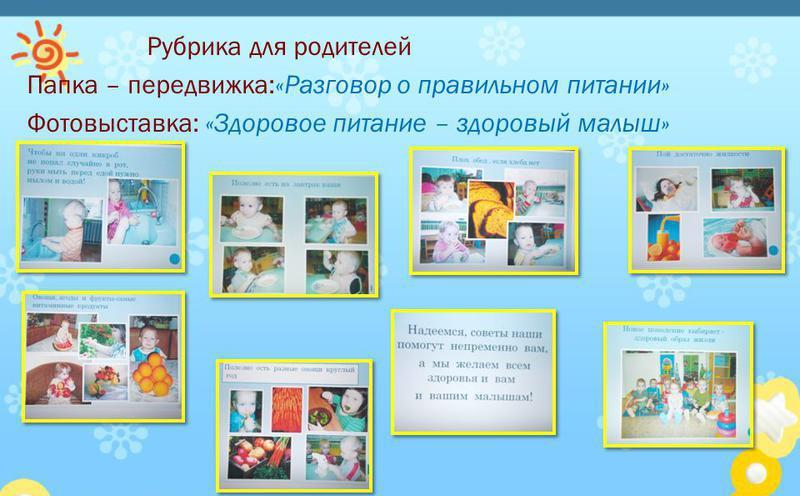 Рубрика для родителей
Папка – передвижка:«Разговор о правильном питании»
Фотовыставка: «Здоровое питание – здоровый малыш»
Чтобы ни один микроб
не попал случайно в рот,
руки мыть перед едой нужно
мылом и водой!
Полезно есть на завтрак каши
Плох обед, если хлеба нет
Пей достаточно жидкости
Овощи, ягоды и фрукты-самые
витаминные продукты
Полезно есть разные овощи круглый
год
Надеемся, советы наши
помогут непременно вам,
а мы желаем всем
здоровья и вам
и вашим малышам!
Новое поколение выбирает -
здоровый образ жизни